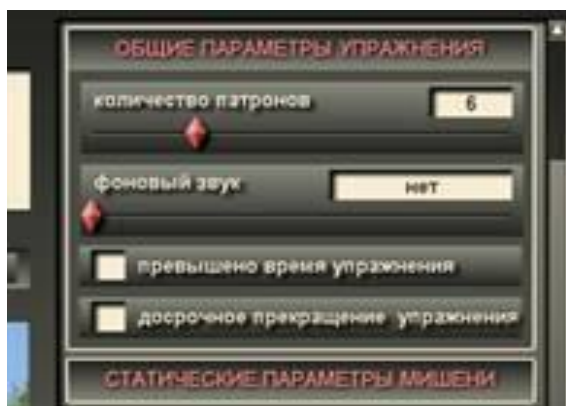 ОБЩИЕ ПАРАМЕТРЫ УПРАЖНЕНИЯ
количество патронов 6
фоновый звук нет
превышено время упражнения
досрочное прекращение упражнения
СТАТИЧЕСКИЕ ПАРАМЕТРЫ МИШЕНИ